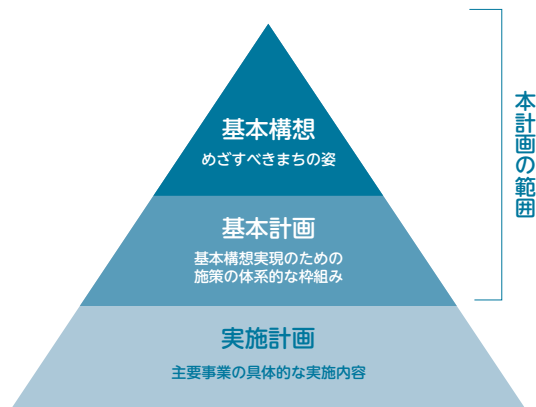 基本構想
めざすべきまちの姿
基本計画
基本構想実現のための
施策の体系的な枠組み
実施計画
主要事業の具体的な実施内容
本計画の範囲